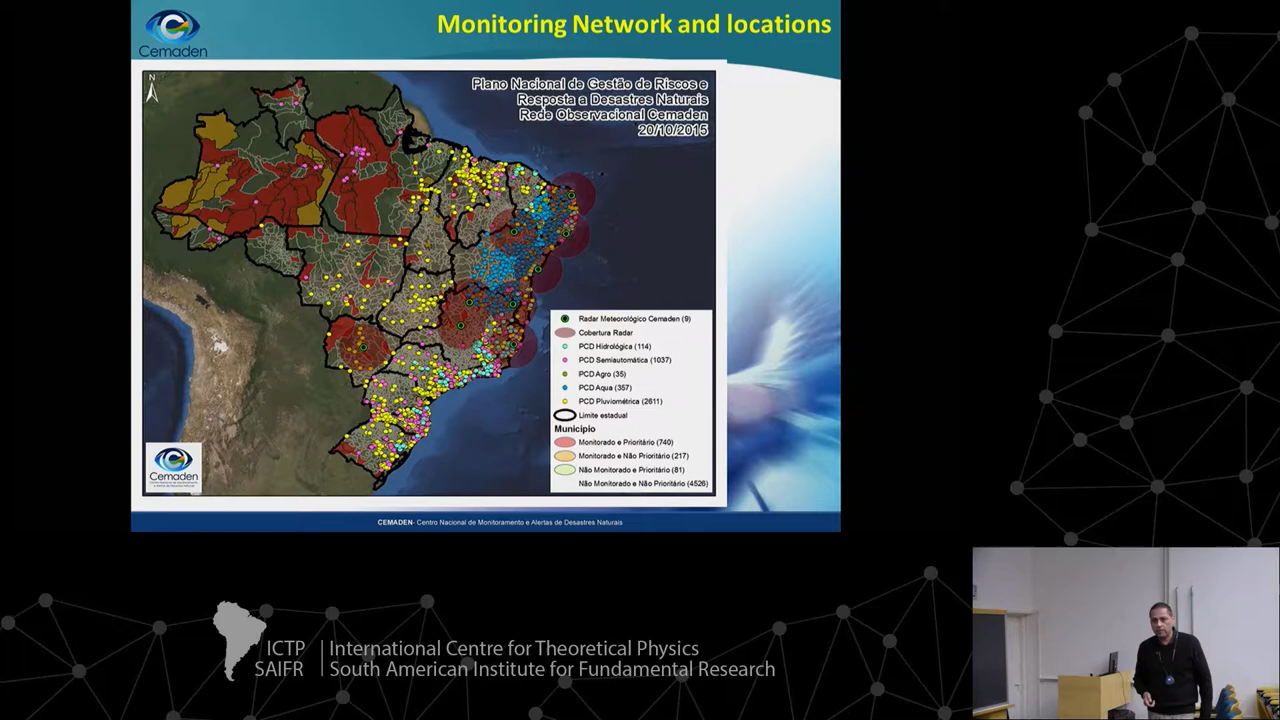 Monitoring Network and locations
Cemaden
N
Plano Nacional de Gestão de Riscos e
Resposta a Desastres Naturais
Rede Observacional Cemaden
20/10/2015
Radar Meteorológico Cemaden (9)
Cobertura Radar
PCD Hidrológica (114)
PCD Semiautomática (1037)
PCD Agro (35)
PCD Aqua (357)
PCD Pluviométrica (2611)
Limite estadual
Município
Monitorado e Prioritário (740)
Monitorado e Não Prioritário (217)
Não Monitorado e Prioritário (81)
Não Monitorado e Não Prioritário (4526)
Cemaden
CEMADEN- Centro Nacional de Monitoramento e Alertas de Desastres Naturais
ICTP International Centre for Theoretical Physics
SAIFR South American Institute for Fundamental Research